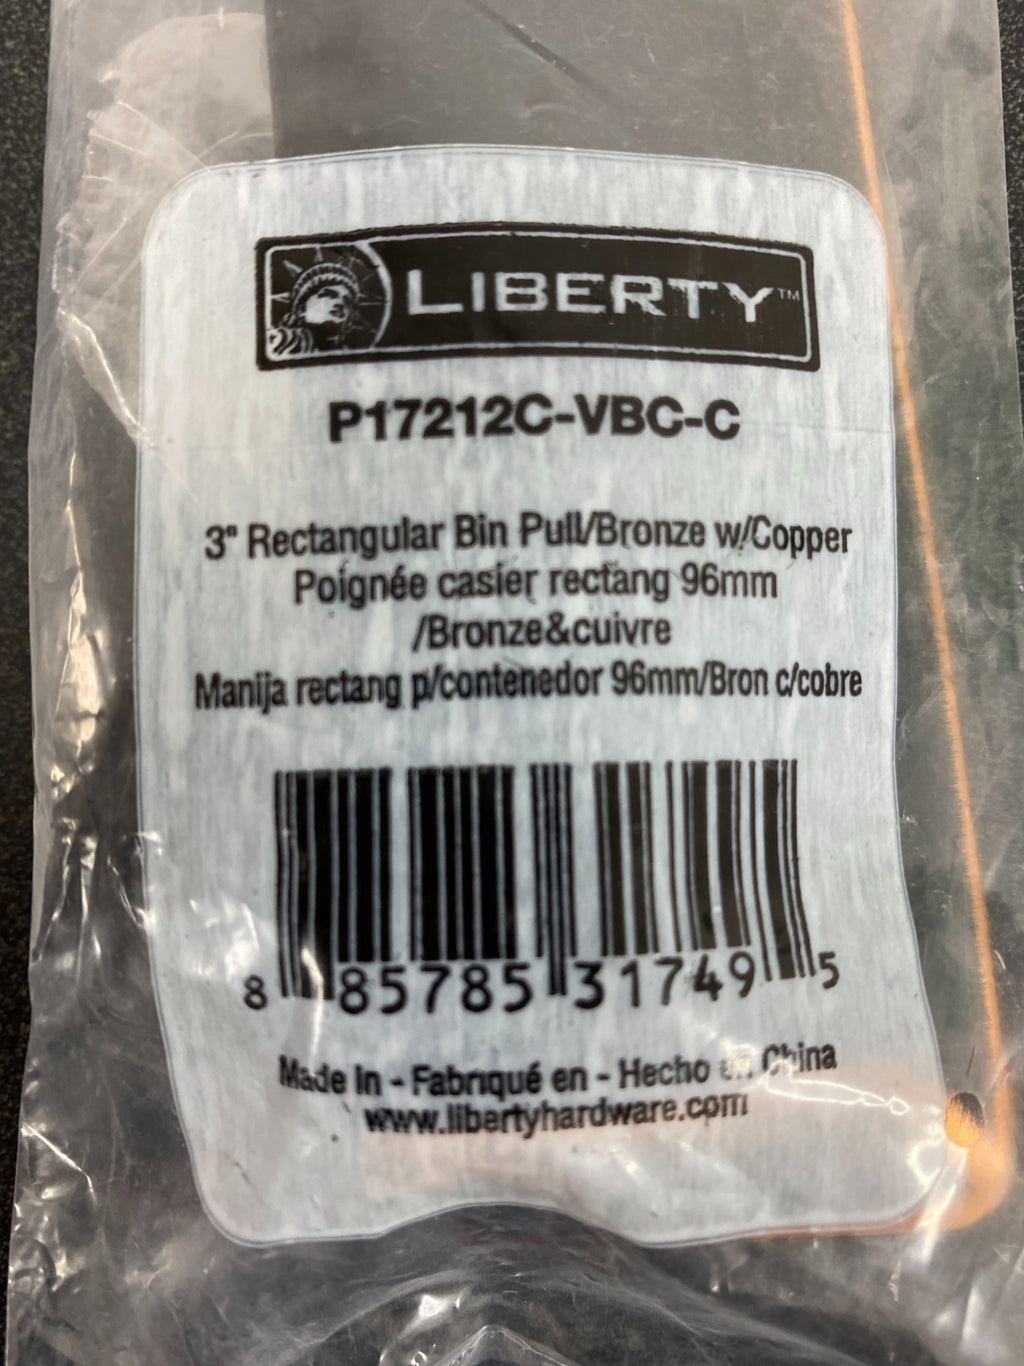 LIBERTY™
P17212C-VBC-C
3" Rectangular Bin Pull/Bronze w/Copper
Poignée casier rectang 96mm
/Bronze&cuivre
Manija rectang p/contenedor 96mm/Bron c/cobre
8 85785 31749 5
Made In - Fabriqué en - Hecho en China
www.libertyhardware.com